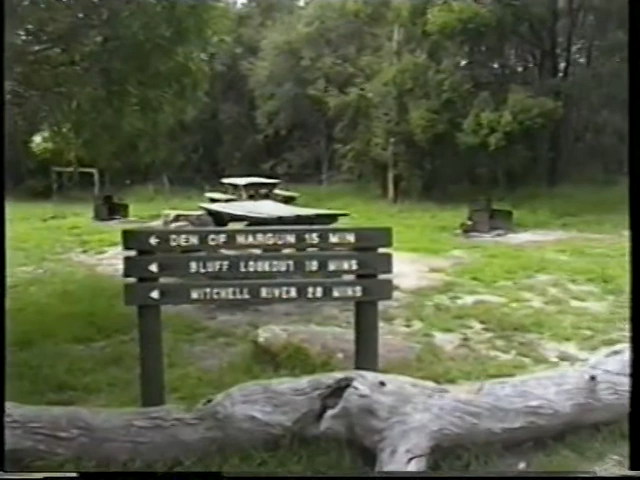 ← DEN OF NARGUN 15 MIN
◄ BLUFF LOOKOUT 10 MINS
◄ MITCHELL RIVER 20 MINS